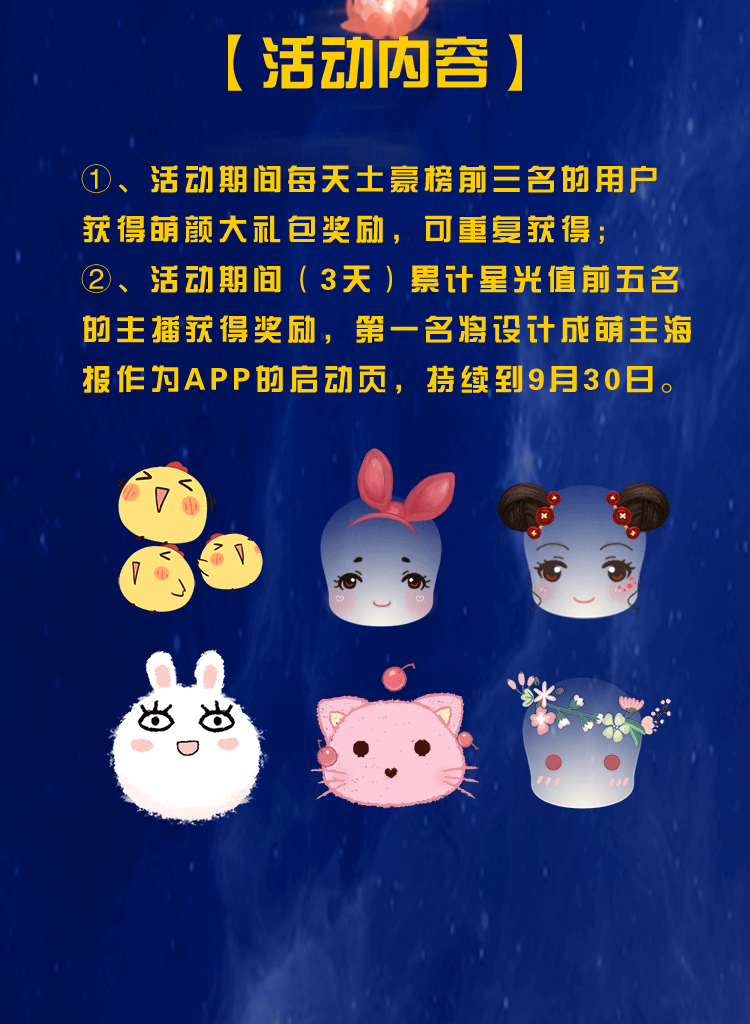 【活动内容】
①、活动期间每天土豪榜前三名的用户
获得萌颜大礼包奖励，可重复获得；
②、活动期间（3天）累计星光值前五名
的主播获得奖励，第一名将设计成萌主海
报作为APP的启动页，持续到9月30日。